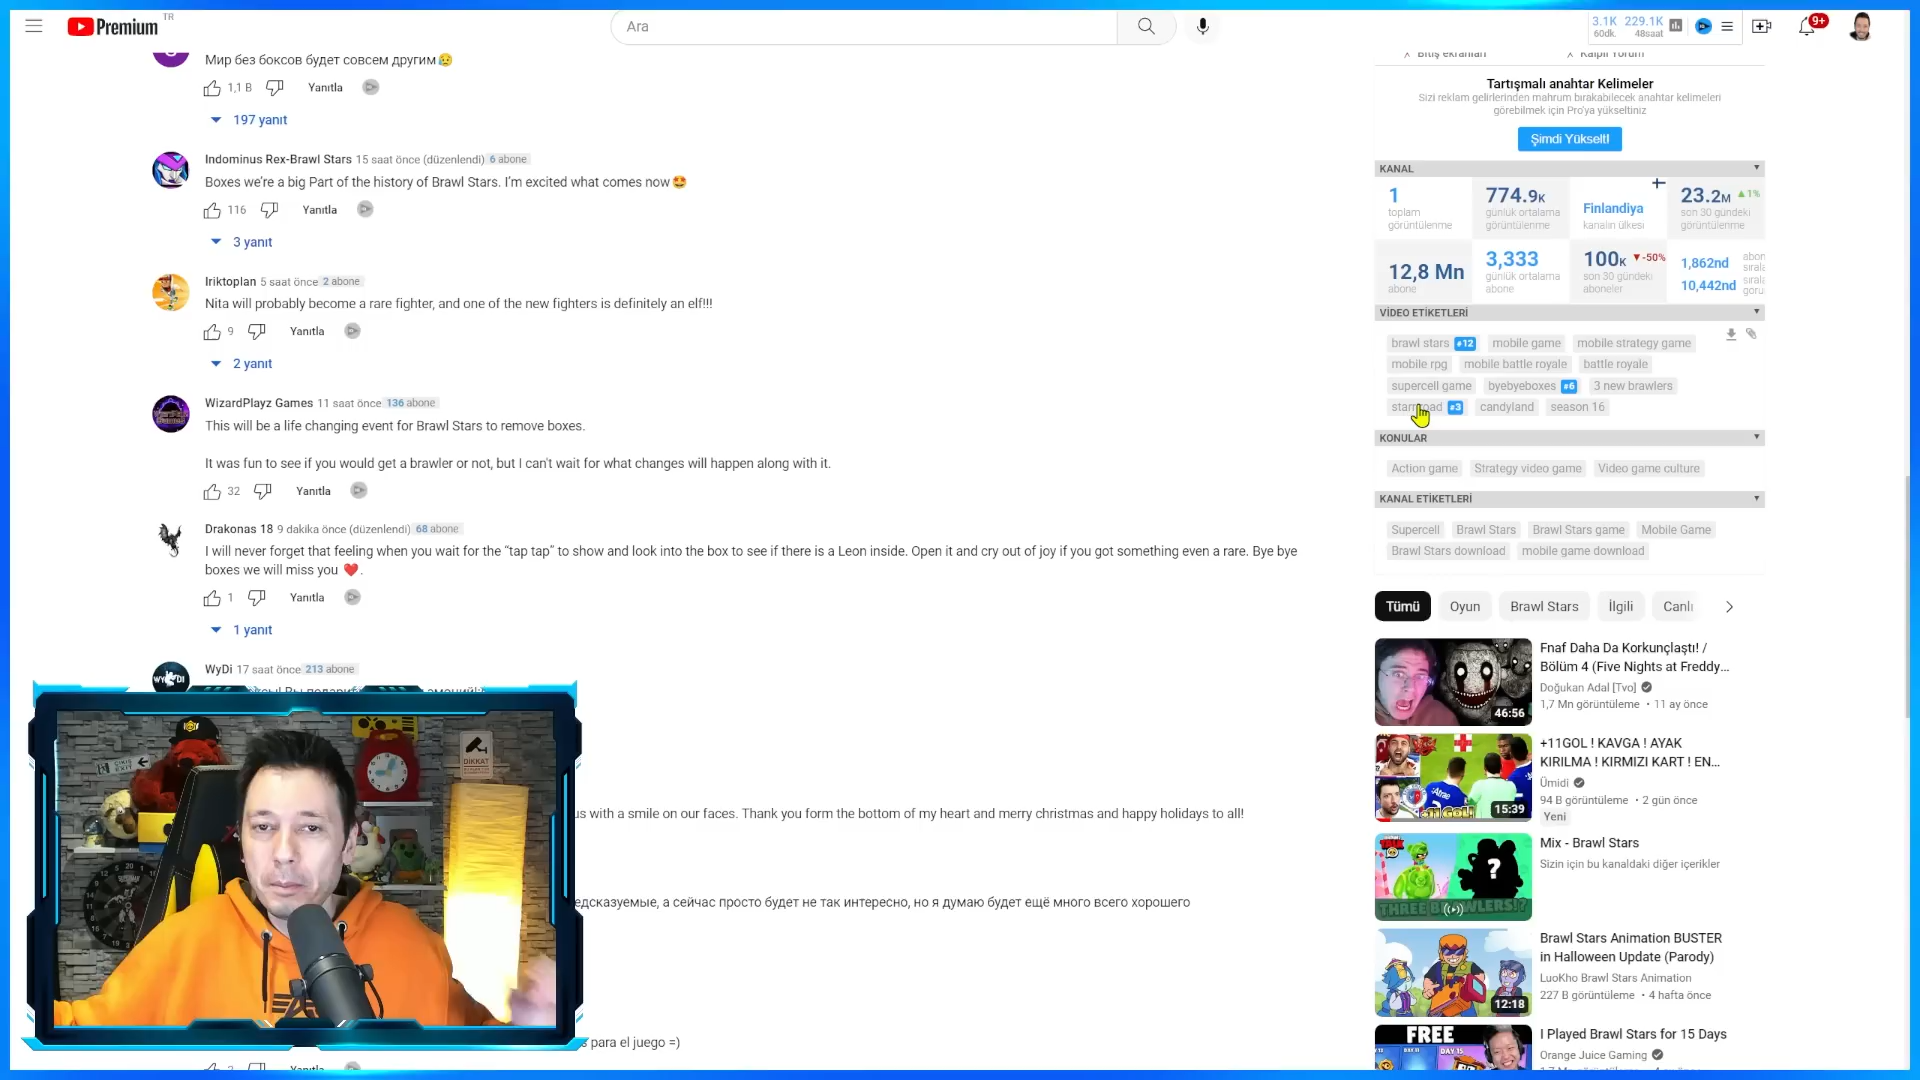 Premium TR
Ara
3.1K 229.1K
60dk. 48saat
9+
Мир без боксов будет совсем другим😥
1,1 B Yanıtla
197 yanıt
Indominus Rex-Brawl Stars 15 saat önce (düzenlendi) 6 abone
Boxes we're a big Part of the history of Brawl Stars. I'm excited what comes now🤩
116 Yanıtla
3 yanıt
Iriktoplan 5 saat önce 2 abone
Nita will probably become a rare fighter, and one of the new fighters is definitely an elf!!!
9 Yanıtla
2 yanıt
WizardPlayz Games 11 saat önce 136 abone
This will be a life changing event for Brawl Stars to remove boxes.
It was fun to see if you would get a brawler or not, but I can't wait for what changes will happen along with it.
32 Yanıtla
Drakonas 18 9 dakika önce (düzenlendi) 68 abone
I will never forget that feeling when you wait for the “tap tap” to show and look into the box to see if there is a Leon inside. Open it and cry out of joy if you got something even a rare. Bye bye
boxes we will miss you ❤️.
1 Yanıtla
1 yanıt
WyDi 17 saat önce 213 abone
us with a smile on our faces. Thank you form the bottom of my heart and merry christmas and happy holidays to all!
а сейчас просто будет не так интересно, но я думаю будет ещё много всего хорошего
para el juego =)
Yanıtla
DİKKAT
Bitiş ekranları Kalpli Yorum
Tartışmalı anahtar Kelimeler
Sizi reklam gelirlerinden mahrum bırakabilecek anahtar kelimeleri
görebilmek için Pro'ya yükseltiniz
Şimdi Yükselt!
KANAL
1 774.9K Finlandiya 23.2M ▲1%
toplam görüntülenme
günlük ortalama görüntülenme
kanalın ülkesi
son 30 gündeki görüntülenme
12,8 Mn 3,333 100K ▼-50% 1,862nd
10,442nd
abone
günlük ortalama abone
son 30 gündeki aboneler
VİDEO ETİKETLERİ
brawl stars #12 mobile game mobile strategy game
mobile rpg mobile battle royale battle royale
supercell game byebyeboxes #6 3 new brawlers
#3 candyland season 16
KONULAR
Action game Strategy video game Video game culture
KANAL ETİKETLERİ
Supercell Brawl Stars Brawl Stars game Mobile Game
Brawl Stars download mobile game download
Tümü Oyun Brawl Stars İlgili Canlı
Fnaf Daha Da Korkunçlaştı! /
Bölüm 4 (Five Nights at Freddy...
Doğukan Adal [Tvo]
1,7 Mn görüntüleme • 11 ay önce
46:56
+11GOL ! KAVGA ! AYAK
KIRILMA ! KIRMIZI KART ! EN...
Ümidi
94 B görüntüleme • 2 gün önce
Yeni
15:39
11 GOL!
Mix - Brawl Stars
Sizin için bu kanaldaki diğer içerikler
THREE BRAWLERS!?
Brawl Stars Animation BUSTER
in Halloween Update (Parody)
LuoKho Brawl Stars Animation
227 B görüntüleme • 4 hafta önce
12:18
I Played Brawl Stars for 15 Days
Orange Juice Gaming
FREE
DAY 15